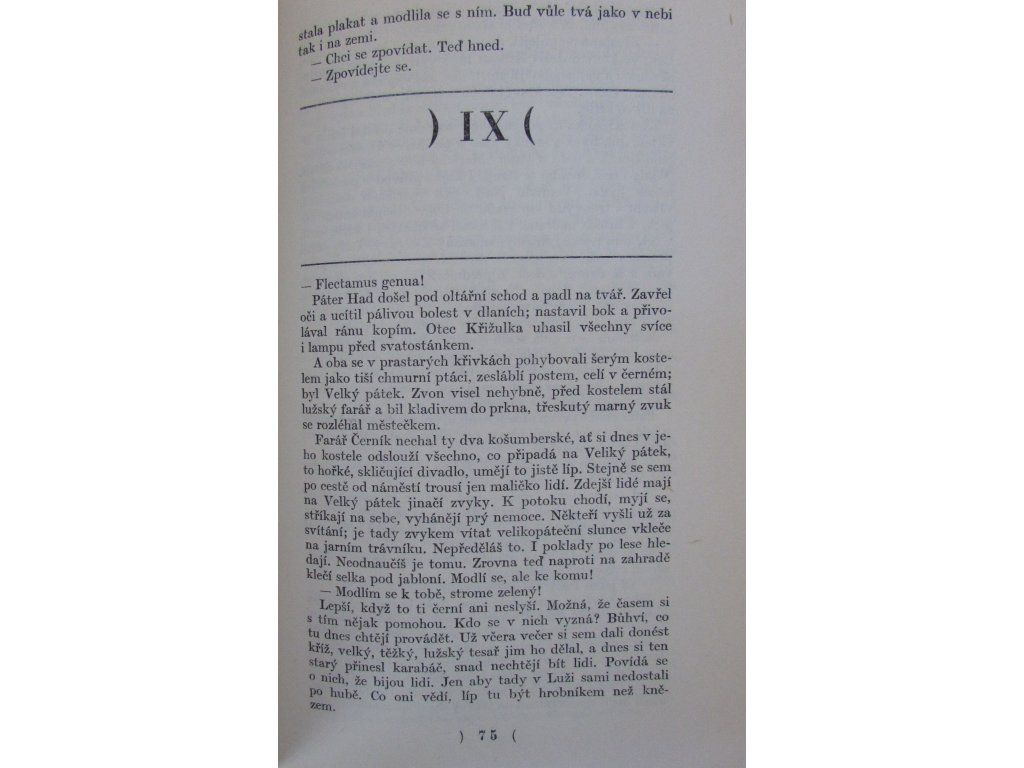 stala plakat a modlila se s ním. Buď vůle tvá jako v nebi
tak i na zemi.
— Chci se zpovídat. Teď hned.
— Zpovídejte se.
) IX (
— Flectamus genua!
Páter Had došel pod oltářní schod a padl na tvář. Zavřel
oči a ucítil pálivou bolest v dlaních; nastavil bok a přivo-
lával ránu kopím. Otec Křižulka uhasil všechny svíce
i lampu před svatostánkem.
A oba se v prastarých křivkách pohybovali šerým koste-
lem jako tiší chmurní ptáci, zesláblí postem, celí v černém;
byl Velký pátek. Zvon visel nehybně, před kostelem stál
lužský farář a bil kladivem do prkna, třeskutý marný zvuk
se rozléhal městečkem.
Farář Černík nechal ty dva košumberské, ať si dnes v je-
ho kostele odslouží všechno, co připadá na Veliký pátek,
to hořké, skličující divadlo, umějí to jistě líp. Stejně se sem
po cestě od náměstí trousí jen maličko lidí. Zdejší lidé mají
na Velký pátek jinačí zvyky. K potoku chodí, myjí se,
stříkají na sebe, vyhánějí prý nemoce. Někteří vyšli už za
svítání; je tady zvykem vítat velikopáteční slunce vkleče
na jarním trávníku. Nepředěláš to. I poklady po lese hle-
dají. Neodnaučíš je tomu. Zrovna teď naproti na zahradě
klečí selka pod jabloní. Modlí se, ale ke komu!
— Modlím se k tobě, strome zelený!
Lepší, když to ti černí ani neslyší. Možná, že časem si
s tím nějak pomohou. Kdo se v nich vyzná? Bůhví, co
tu dnes chtějí provádět. Už včera večer si sem dali donést
kříž, velký, těžký, lužský tesař jim ho dělal, a dnes si ten
starý přinesl karabáč, snad nechtějí bít lidi. Povídá se
o nich, že bijou lidi. Jen aby tady v Luži sami nedostali
po hubě. Co oni vědí, líp tu být hrobníkem než kně-
zem.
) 75 (